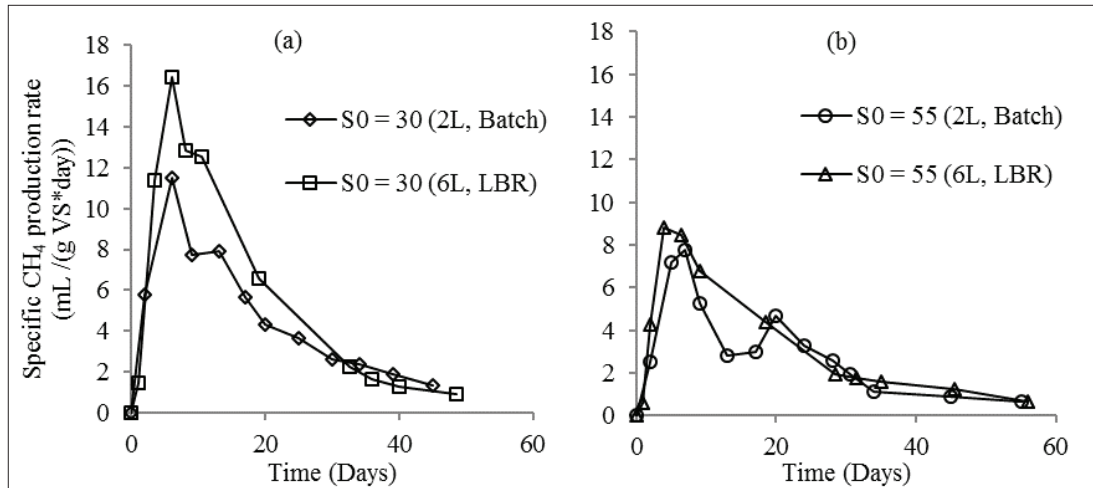 (a)
18
16
14
12
10
8
6
4
2
0
Specific CH₄ production rate
(mL /(g VS*day))
S0 = 30 (2L, Batch)
S0 = 30 (6L, LBR)
0 20 40 60
Time (Days)
(b)
18
16
14
12
10
8
6
4
2
0
S0 = 55 (2L, Batch)
S0 = 55 (6L, LBR)
0 20 40 60
Time (Days)